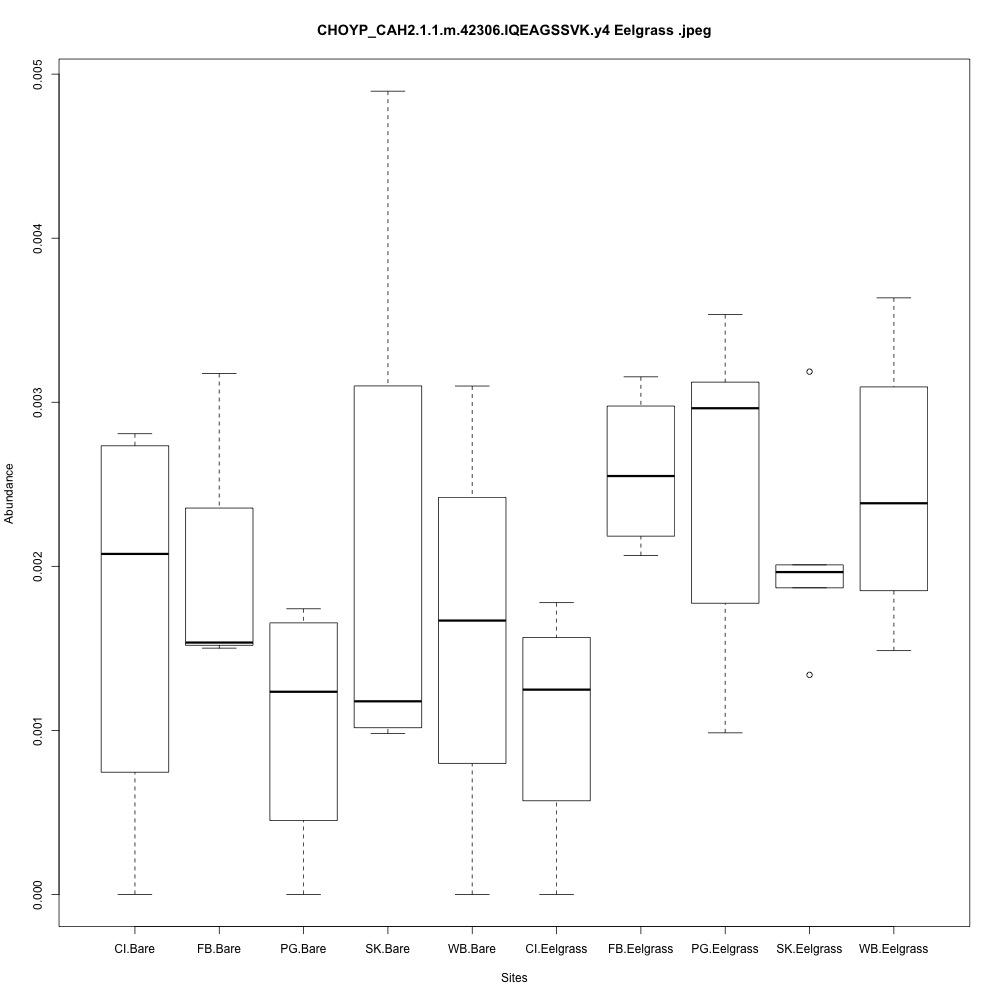 CHOYP_CAH2.1.1.m.42306.IQEAGSSVK.y4 Eelgrass .jpeg
0.005
0.004
0.003
0.002
0.001
0.000
Abundance
CI.Bare FB.Bare PG.Bare SK.Bare WB.Bare CI.Eelgrass FB.Eelgrass PG.Eelgrass SK.Eelgrass WB.Eelgrass
Sites